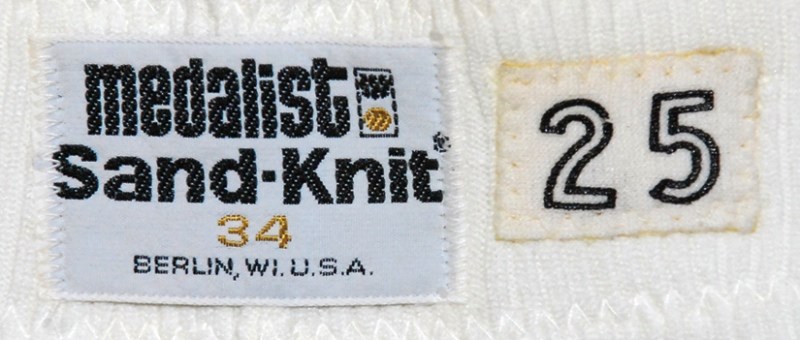 medalist
Sand-Knit®
34
BERLIN, WI. U.S.A.
25